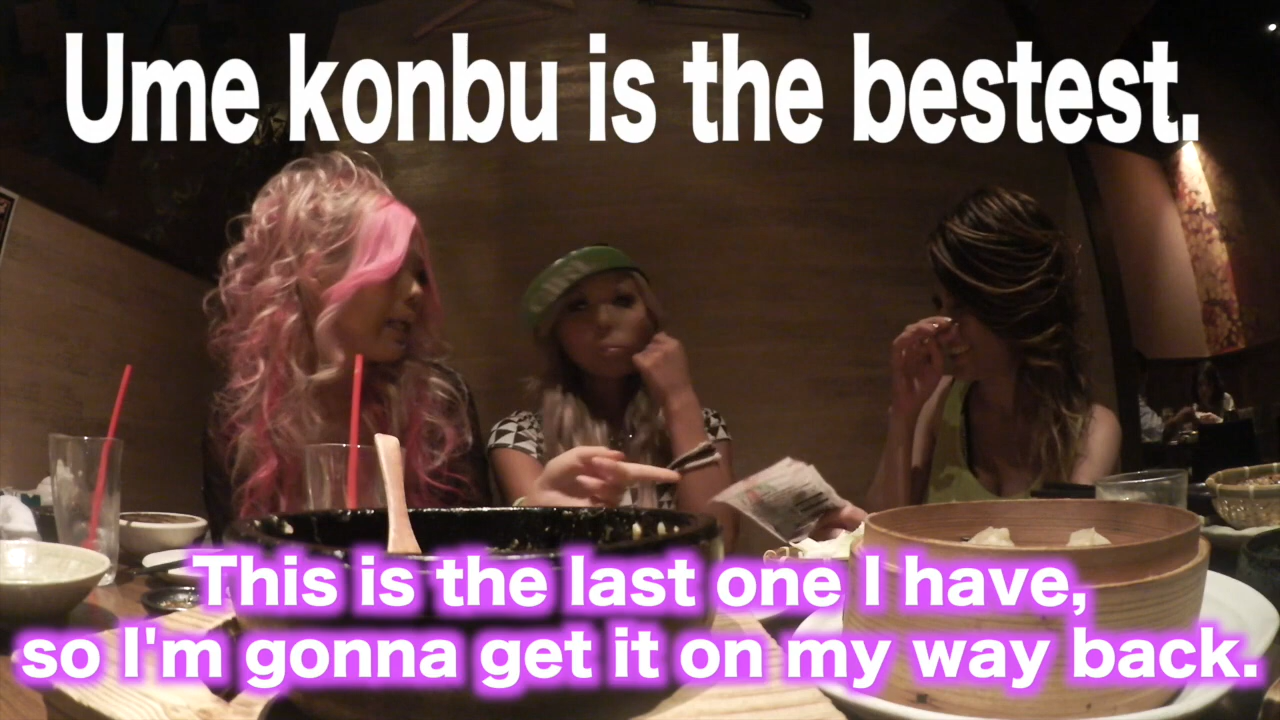 Ume konbu is the bestest.
This is the last one I have,
so I'm gonna get it on my way back.